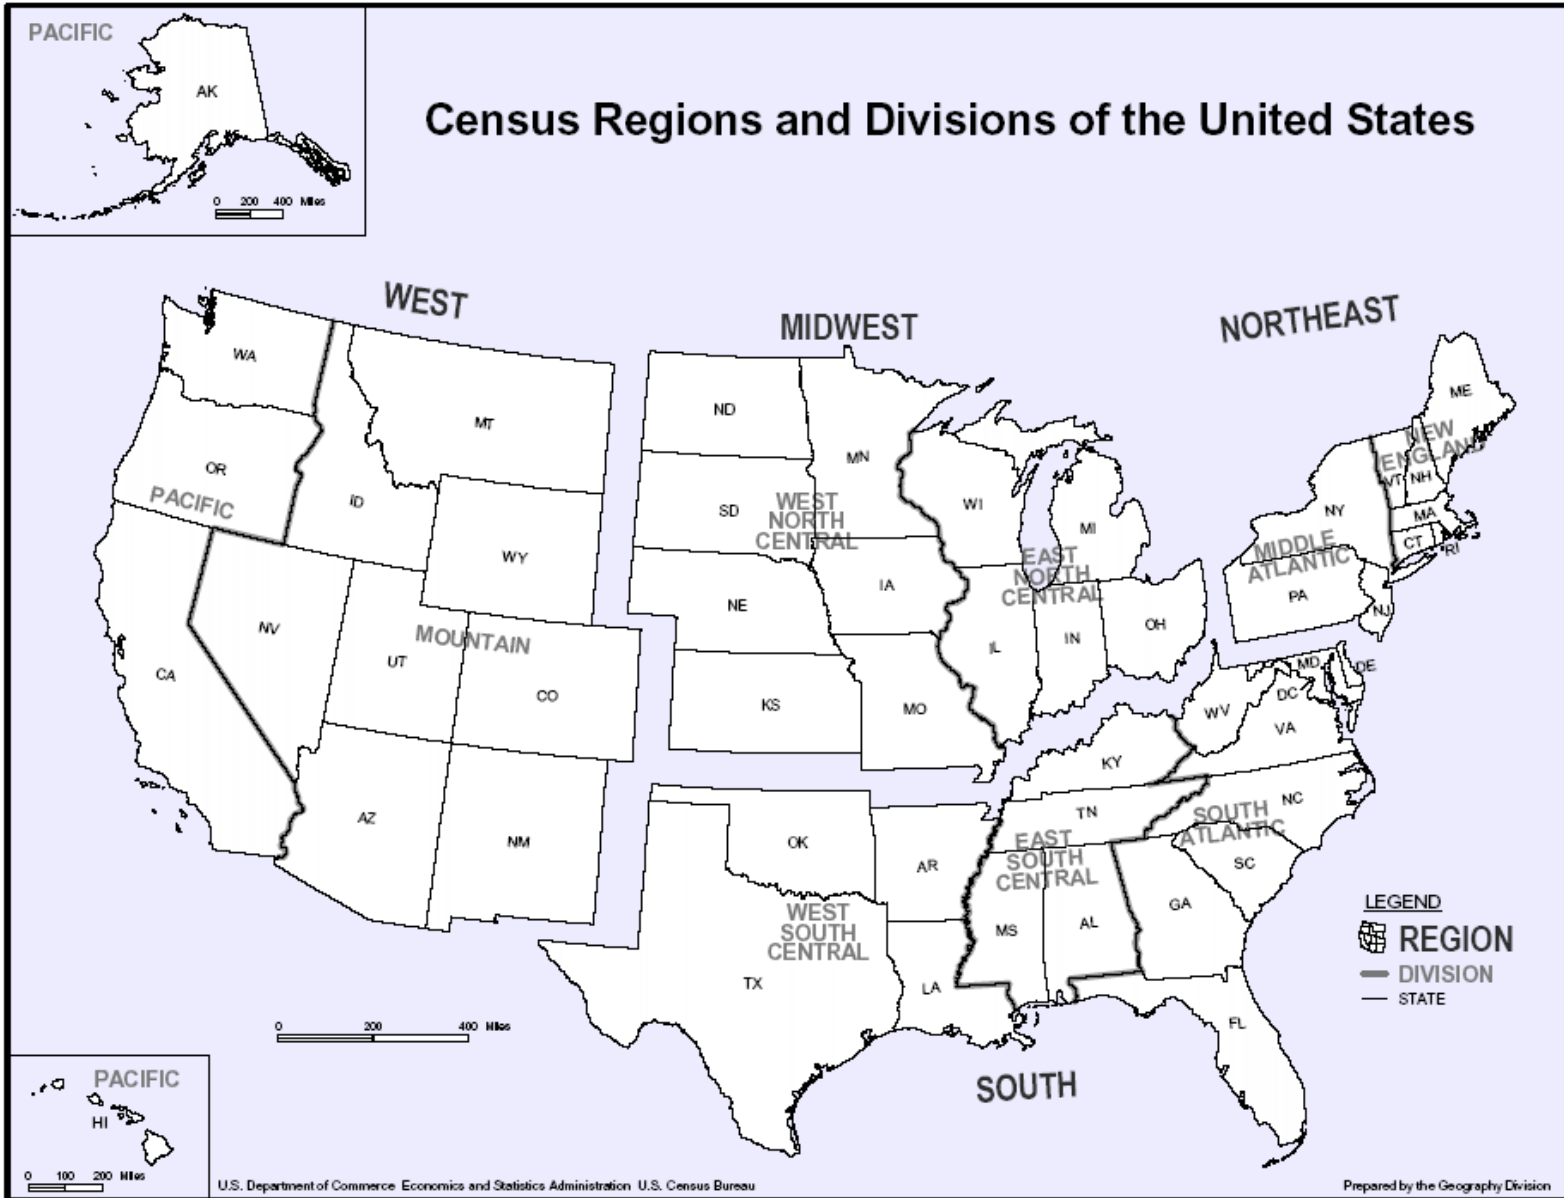 PACIFIC
AK
0 200 400 Miles
Census Regions and Divisions of the United States
WEST
MIDWEST
NORTHEAST
WA
MT
OR
PACIFIC
ID
WY
NV
MOUNTAIN
UT
CO
CA
AZ
NM
ND
MN
SD
WEST
NORTH
CENTRAL
NE
IA
KS
MO
WI
MI
EAST
NORTH
CENTRAL
IL
IN
OH
ME
NEW
ENGLAND
VT
NH
NY
MA
CT
RI
MIDDLE
ATLANTIC
PA
NJ
MD
DE
DC
WV
VA
KY
TN
NC
SOUTH
ATLANTIC
SC
EAST
SOUTH
CENTRAL
OK
AR
GA
MS
AL
WEST
SOUTH
CENTRAL
TX
LA
FL
SOUTH
LEGEND
REGION
DIVISION
STATE
0 200 400 Miles
PACIFIC
HI
0 100 200 Miles
U.S. Department of Commerce Economics and Statistics Administration U.S. Census Bureau
Prepared by the Geography Division